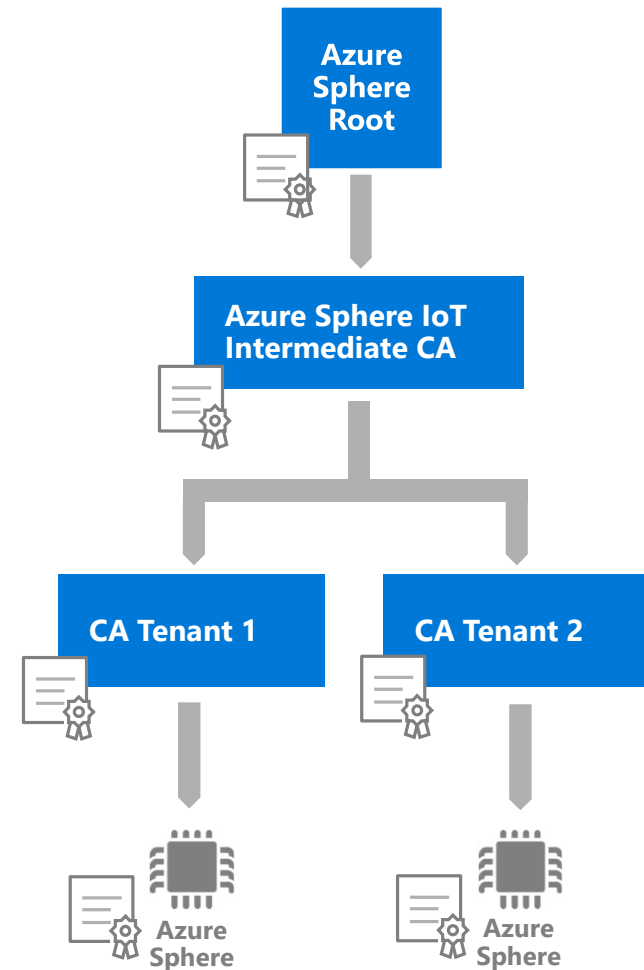 Azure
Sphere
Root
Azure Sphere IoT
Intermediate CA
CA Tenant 1
CA Tenant 2
Azure
Sphere
Azure
Sphere